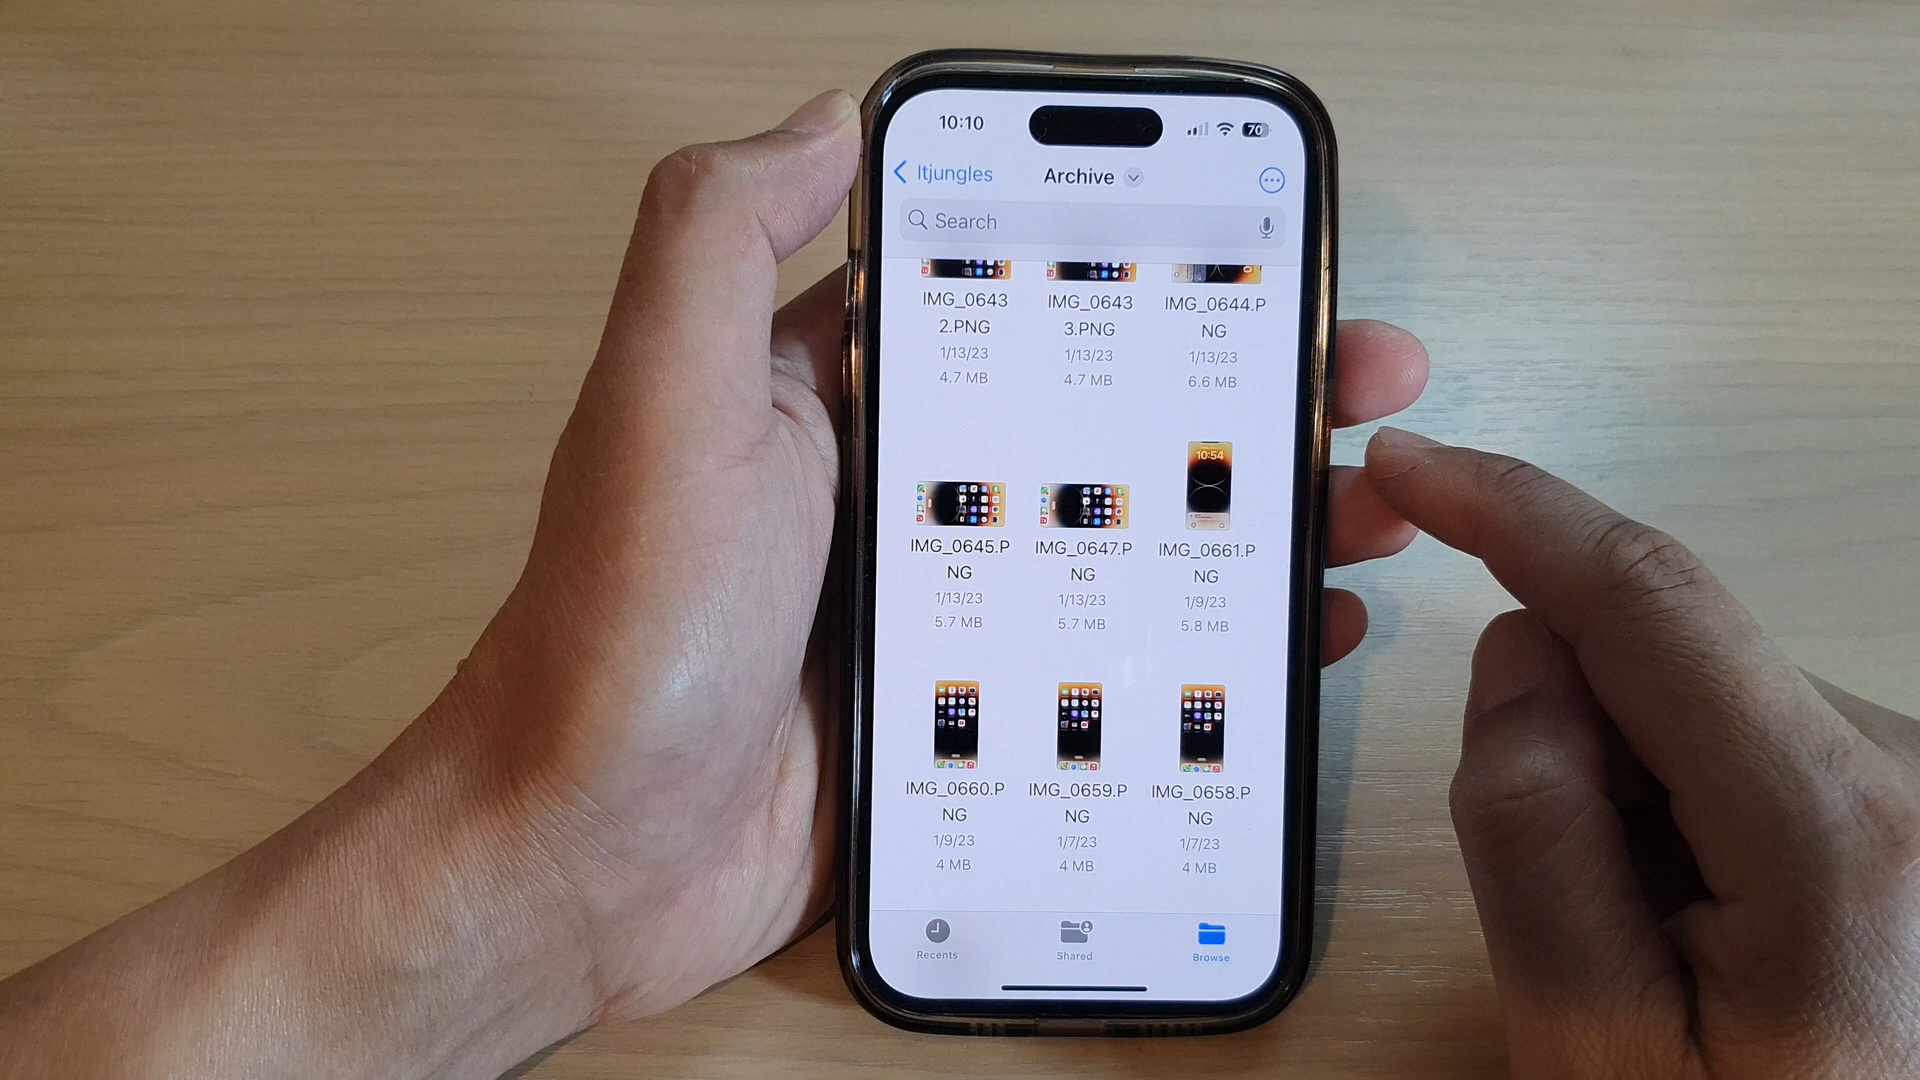 10:10
70
Itjungles
Archive
Search
IMG_0643 IMG_0643 IMG_0644.P
2.PNG 3.PNG NG
1/13/23 1/13/23 1/13/23
4.7 MB 4.7 MB 6.6 MB
10:54
IMG_0645.P IMG_0647.P IMG_0661.P
NG NG NG
1/13/23 1/13/23 1/9/23
5.7 MB 5.7 MB 5.8 MB
IMG_0660.P IMG_0659.P IMG_0658.P
NG NG NG
1/9/23 1/7/23 1/7/23
4 MB 4 MB 4 MB
Recents Shared Browse